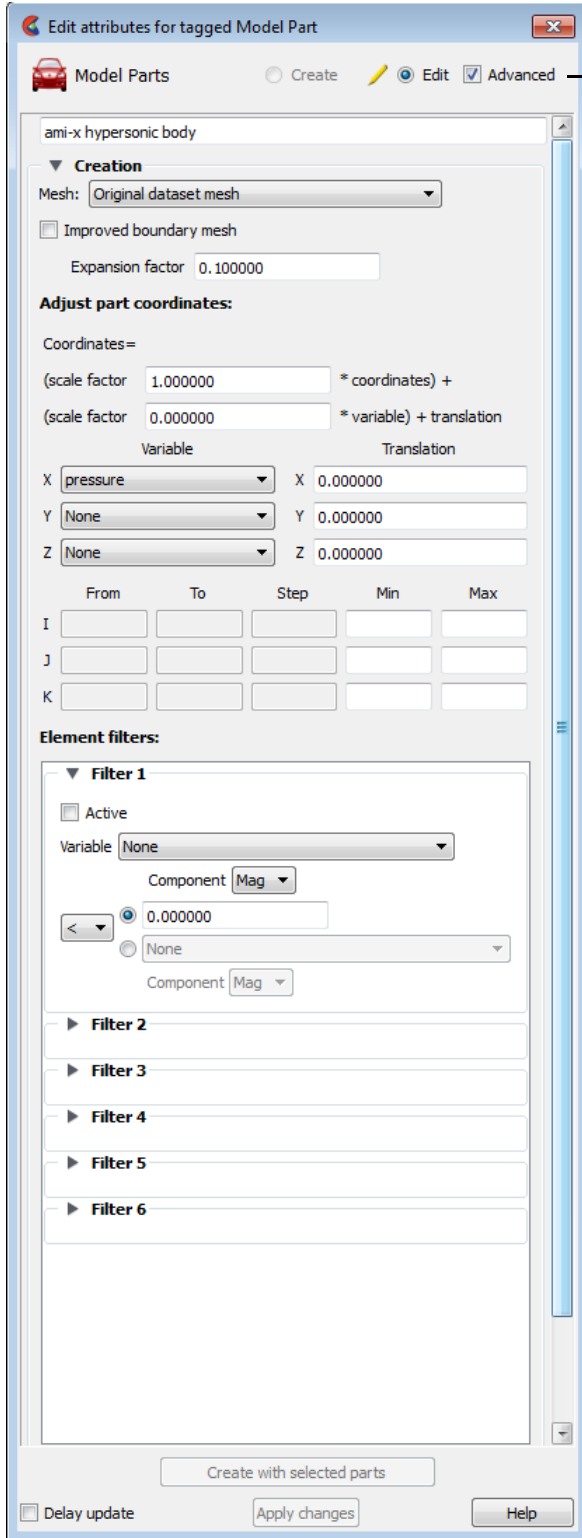 Edit attributes for tagged Model Part
Model Parts Create Edit Advanced
ami-x hypersonic body
Creation
Mesh: Original dataset mesh
Improved boundary mesh
Expansion factor 0.100000
Adjust part coordinates:
Coordinates=
(scale factor 1.000000 * coordinates) +
(scale factor 0.000000 * variable) + translation
Variable Translation
X pressure X 0.000000
Y None Y 0.000000
Z None Z 0.000000
From To Step Min Max
I
J
K
Element filters:
Filter 1
Active
Variable None
Component Mag
< 0.000000
None
Component Mag
Filter 2
Filter 3
Filter 4
Filter 5
Filter 6
Create with selected parts
Delay update Apply changes Help